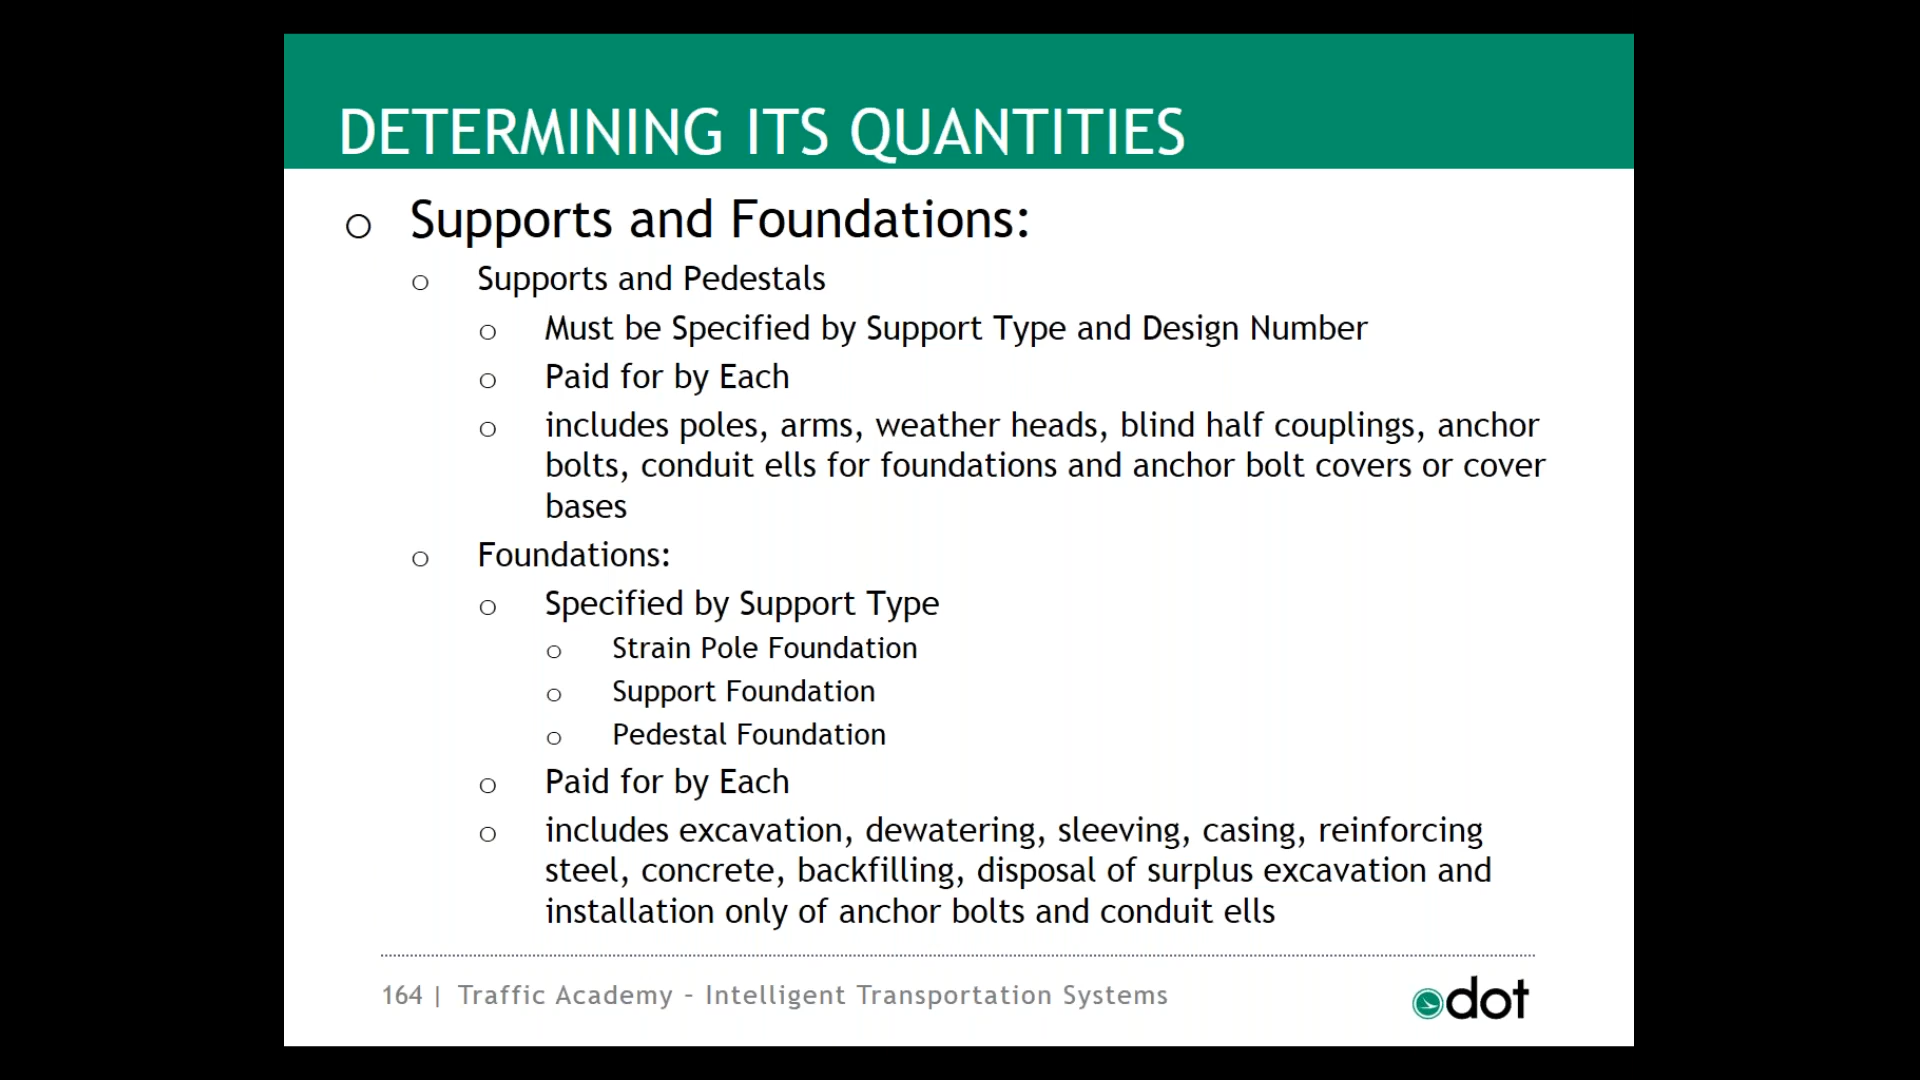 DETERMINING ITS QUANTITIES
o Supports and Foundations:
o Supports and Pedestals
o Must be Specified by Support Type and Design Number
o Paid for by Each
o includes poles, arms, weather heads, blind half couplings, anchor
bolts, conduit ells for foundations and anchor bolt covers or cover
bases
o Foundations:
o Specified by Support Type
o Strain Pole Foundation
o Support Foundation
o Pedestal Foundation
o Paid for by Each
o includes excavation, dewatering, sleeving, casing, reinforcing
steel, concrete, backfilling, disposal of surplus excavation and
installation only of anchor bolts and conduit ells
164 | Traffic Academy - Intelligent Transportation Systems
odot